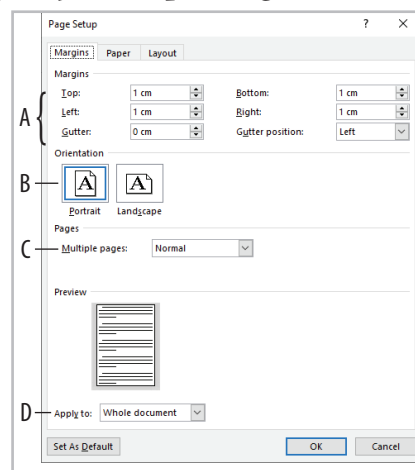 Page Setup ? ×
Margins Paper Layout
Margins
Top: 1 cm Bottom: 1 cm
A Left: 1 cm Right: 1 cm
Gutter: 0 cm Gutter position: Left
Orientation
B A A
Portrait Landscape
Pages
C Multiple pages: Normal
Preview
D Apply to: Whole document
Set As Default OK Cancel